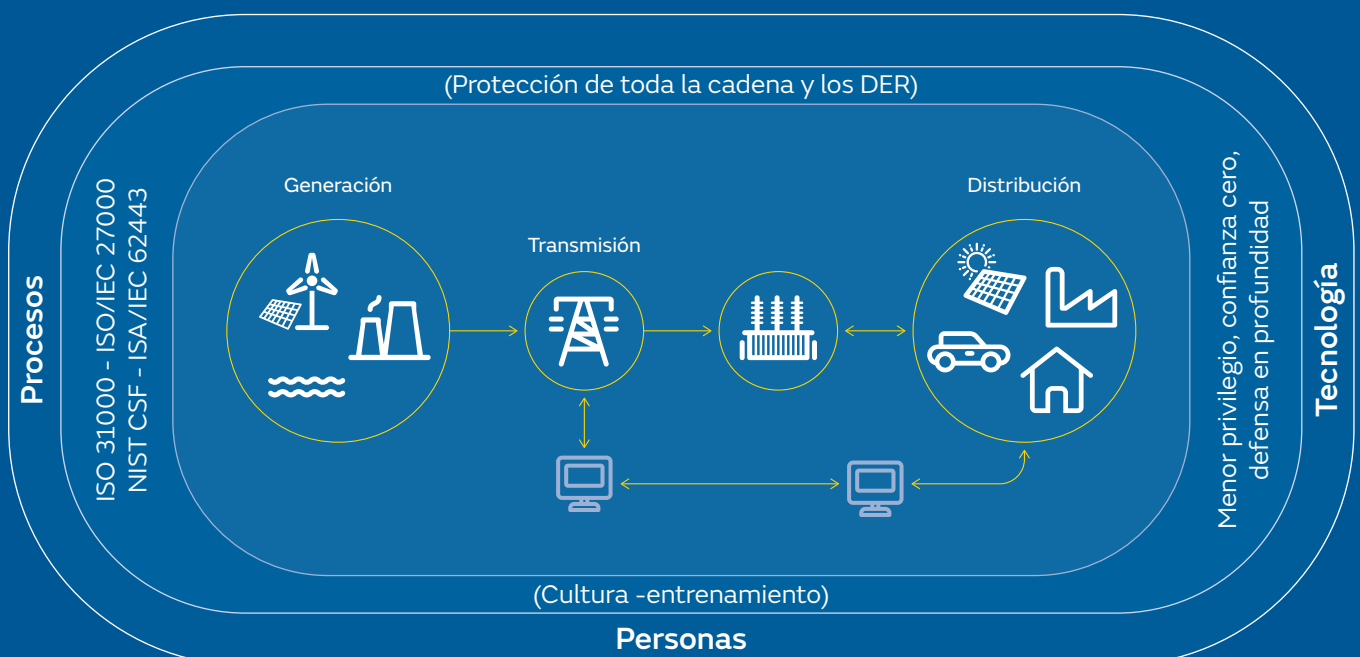 (Protección de toda la cadena y los DER)
Procesos
ISO 31000 - ISO/IEC 27000
NIST CSF - ISA/IEC 62443
Generación
Transmisión
Distribución
Menor privilegio, confianza cero,
defensa en profundidad
Tecnología
(Cultura -entrenamiento)
Personas